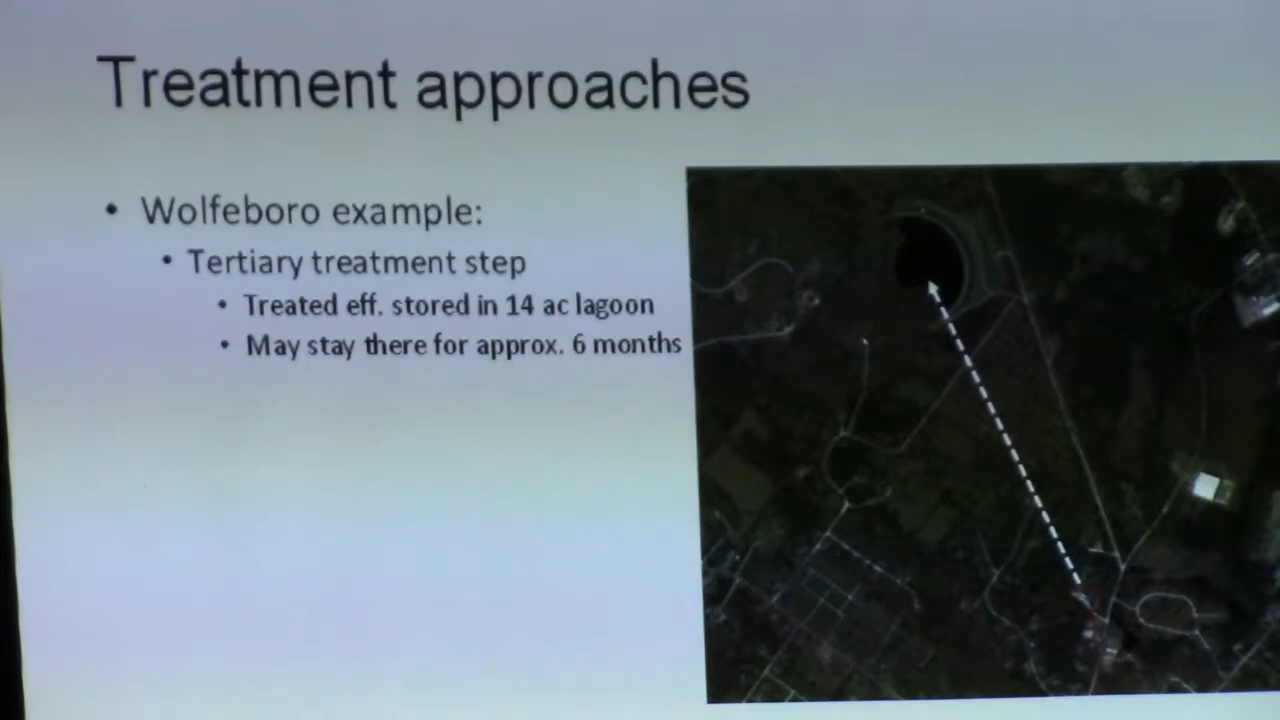 Treatment approaches
• Wolfeboro example:
• Tertiary treatment step
• Treated eff. stored in 14 ac lagoon
• May stay there for approx. 6 months